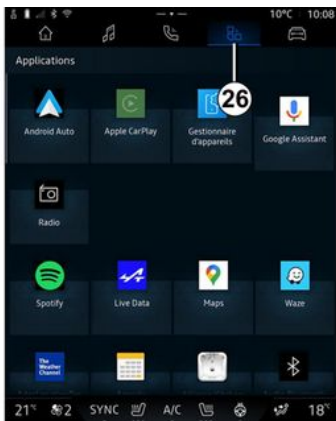 10°C 10:08
Applications
26
Android Auto
Apple CarPlay
Gestionnaire
d'appareils
Google Assistant
Radio
Spotify
Live Data
Maps
Waze
The
Weather
Channel
21°C 2 SYNC A/C 18°C